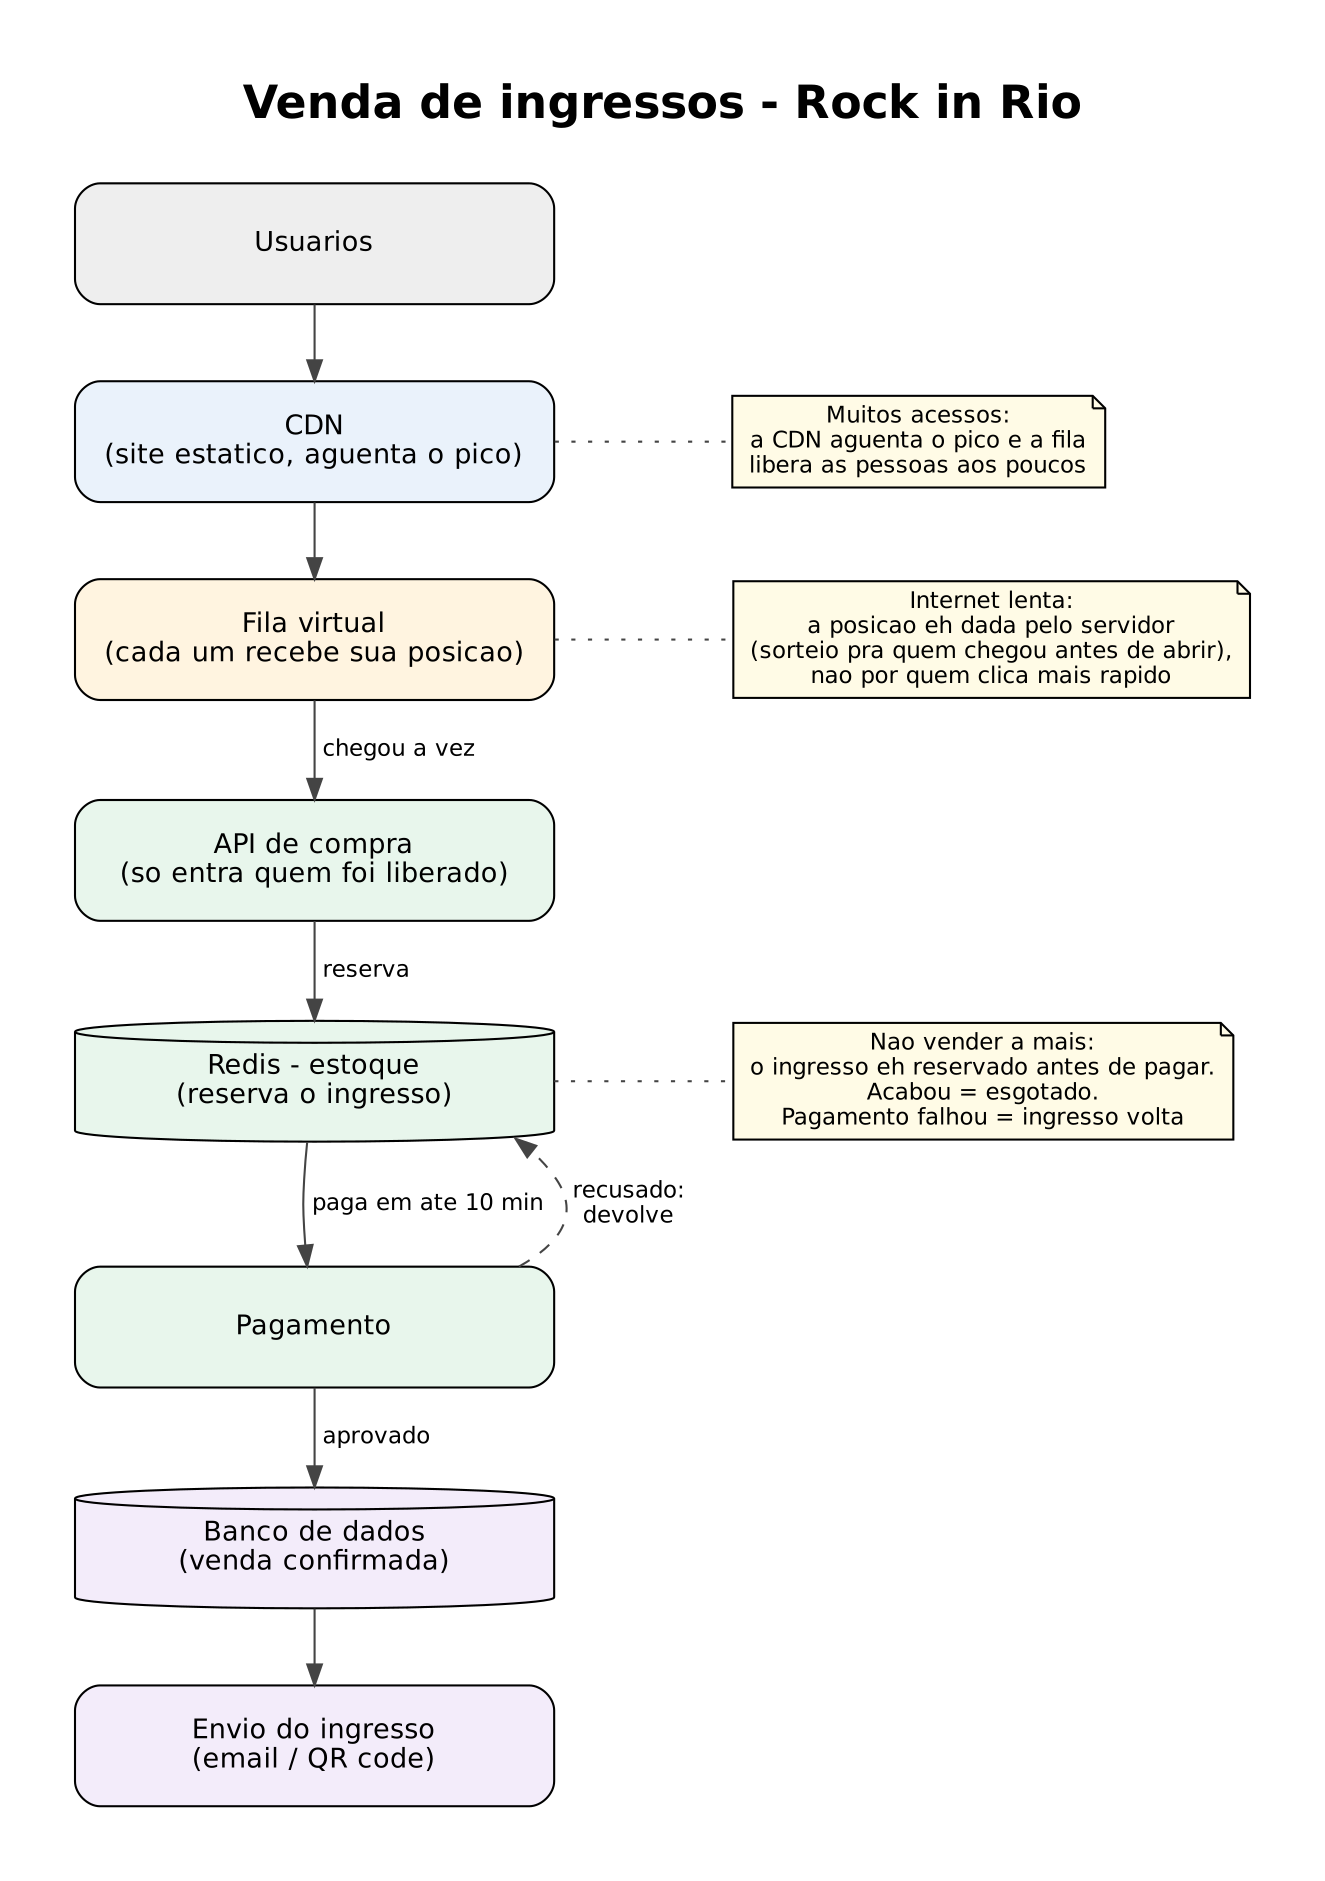 Venda de ingressos - Rock in Rio
Usuarios
CDN
(site estatico, aguenta o pico)
Muitos acessos:
a CDN aguenta o pico e a fila
libera as pessoas aos poucos
Fila virtual
(cada um recebe sua posicao)
Internet lenta:
a posicao eh dada pelo servidor
(sorteio pra quem chegou antes de abrir),
nao por quem clica mais rapido
chegou a vez
API de compra
(so entra quem foi liberado)
reserva
Redis - estoque
(reserva o ingresso)
Nao vender a mais:
o ingresso eh reservado antes de pagar.
Acabou = esgotado.
Pagamento falhou = ingresso volta
paga em ate 10 min
recusado:
devolve
Pagamento
aprovado
Banco de dados
(venda confirmada)
Envio do ingresso
(email / QR code)